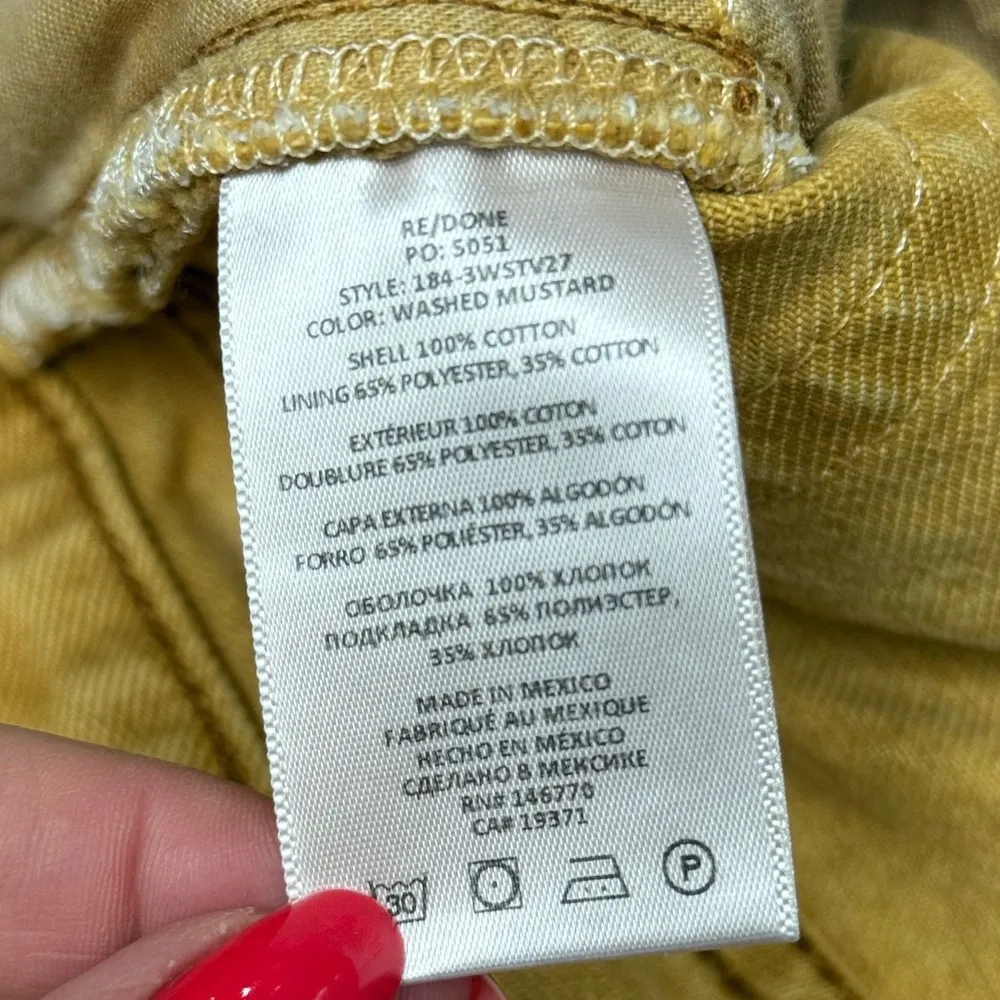 RE/DONE
PO: 5051
STYLE: 184-3WSTV27
COLOR: WASHED MUSTARD
SHELL 100% COTTON
LINING 65% POLYESTER, 35% COTTON
EXTÉRIEUR 100% COTON
DOUBLURE 65% POLYESTER, 35% COTON
CAPA EXTERNA 100% ALGODÓN
FORRO 65% POLIÉSTER, 35% ALGODÓN
ОБОЛОЧКА 100% ХЛОПОК
ПОДКЛАДКА 65% ПОЛИЭСТЕР,
35% ХЛОПОК
MADE IN MEXICO
FABRIQUÉ AU MEXIQUE
HECHO EN MÉXICO
СДЕЛАНО В МЕКСИКЕ
RN# 146770
CA# 19371
30 P